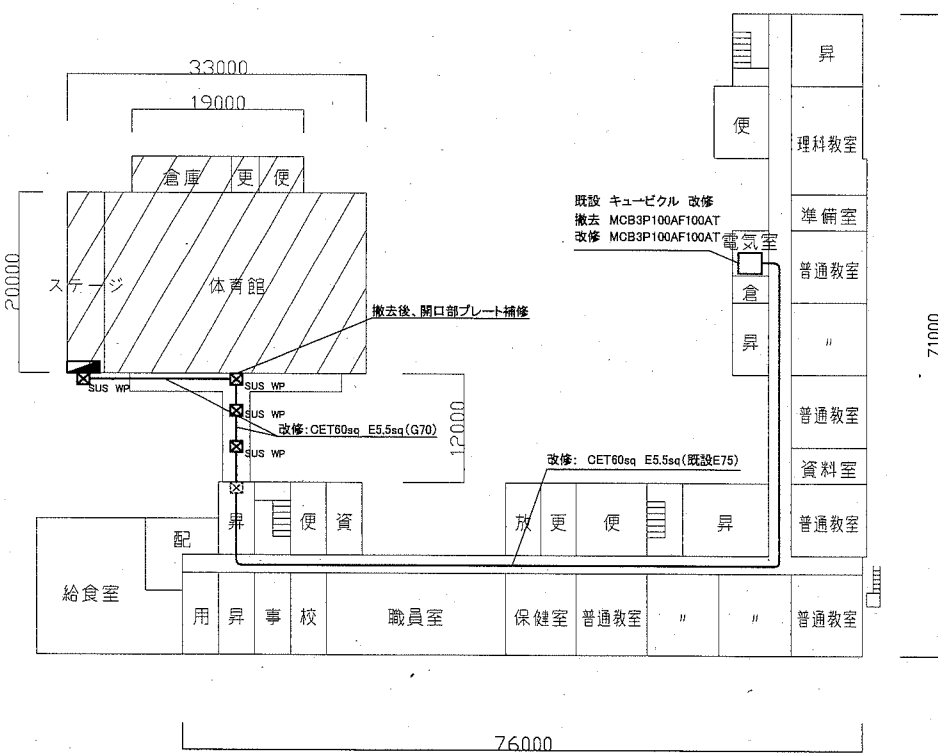 33000
19000
20000
倉庫
更
便
ステージ
体育館
撤去後、開口部プレート補修
SUS WP
SUS WP
SUS WP
SUS WP
改修:CET60sq E5.5sq(G70)
12000
昇
便
理科教室
既設 キュービクル 改修
撤去 MCB3P100AF100AT
改修 MCB3P100AF100AT
電気室
準備室
普通教室
倉
昇
〃
71000
普通教室
資料室
改修: CET60sq E5.5sq(既設E75)
昇
便
資
放
更
便
昇
普通教室
配
給食室
用
昇
事
校
職員室
保健室
普通教室
〃
〃
普通教室
76000